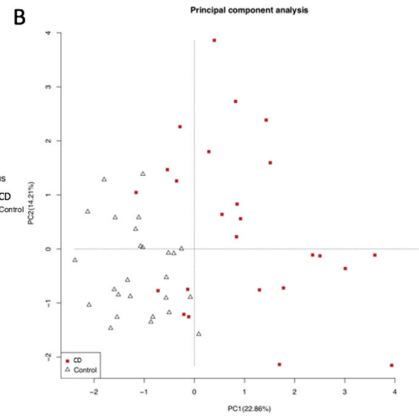 B
Principal component analysis
CD
Control
PC2(14.21%)
4
3
2
1
0
−1
−2
CD
Control
−2
−1
0
1
2
3
4
PC1(22.86%)